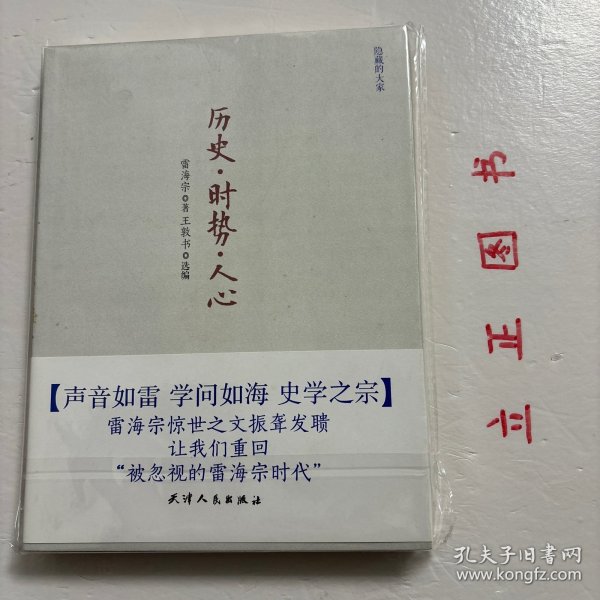 隐藏的大家
历史·时势·人心
雷海宗 著 王敦书 选编
【声音如雷 学问如海 史学之宗】
雷海宗惊世之文振聋发聩
让我们重回
“被忽视的雷海宗时代”
天津人民出版社
立正图书
孔夫子旧书网
www.kongfz.com